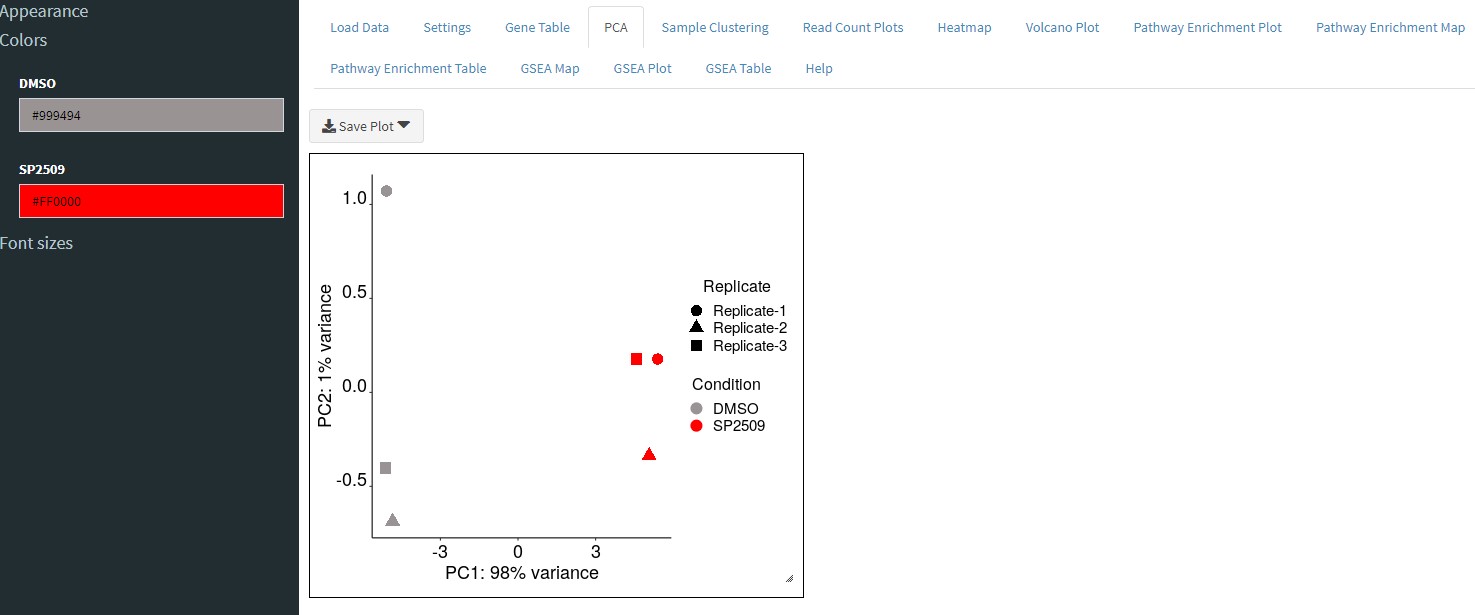 Appearance
Colors
DMSO
#999494
SP2509
#FF0000
Font sizes
Load Data Settings Gene Table PCA Sample Clustering Read Count Plots Heatmap Volcano Plot Pathway Enrichment Plot Pathway Enrichment Map
Pathway Enrichment Table GSEA Map GSEA Plot GSEA Table Help
Save Plot
1.0
0.5
0.0
-0.5
PC2: 1% variance
-3 0 3
PC1: 98% variance
Replicate
Replicate-1
Replicate-2
Replicate-3
Condition
DMSO
SP2509